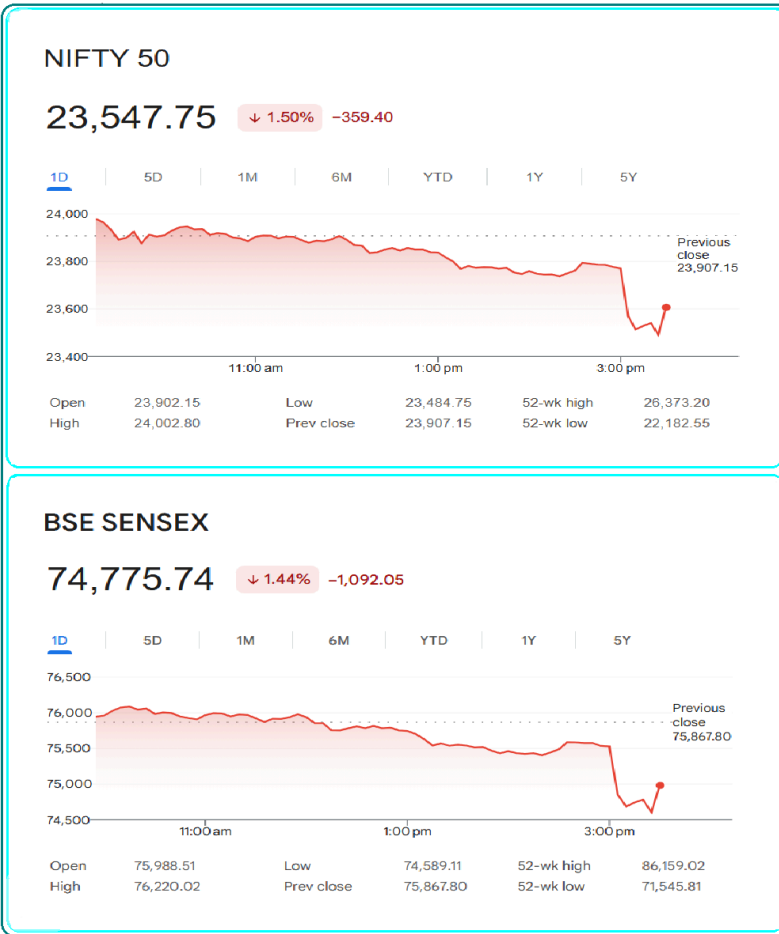 NIFTY 50
23,547.75 ↓ 1.50% −359.40
1D 5D 1M 6M YTD 1Y 5Y
24,000
Previous
close
23,907.15
23,800
23,600
23,400
11:00 am 1:00 pm 3:00 pm
Open 23,902.15 Low 23,484.75 52-wk high 26,373.20
High 24,002.80 Prev close 23,907.15 52-wk low 22,182.55
BSE SENSEX
74,775.74 ↓ 1.44% −1,092.05
1D 5D 1M 6M YTD 1Y 5Y
76,500
76,000
Previous
close
75,867.80
75,500
75,000
74,500
11:00 am 1:00 pm 3:00 pm
Open 75,988.51 Low 74,589.11 52-wk high 86,159.02
High 76,220.02 Prev close 75,867.80 52-wk low 71,545.81